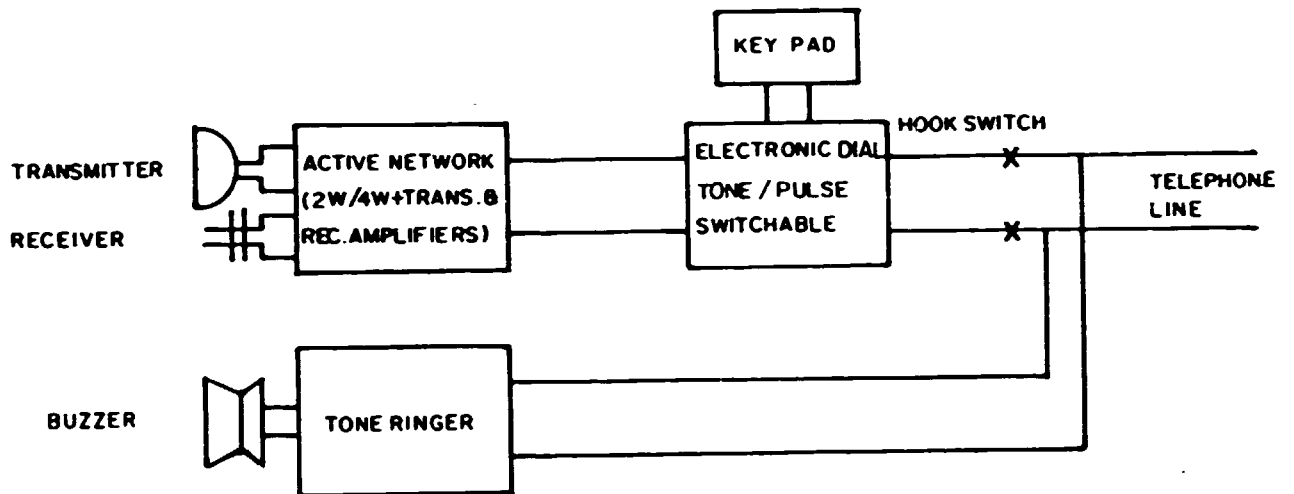 KEY PAD
HOOK SWITCH
TRANSMITTER
RECEIVER
ACTIVE NETWORK
(2W/4W+TRANS.&
REC.AMPLIFIERS)
ELECTRONIC DIAL
TONE / PULSE
SWITCHABLE
TELEPHONE
LINE
BUZZER
TONE RINGER